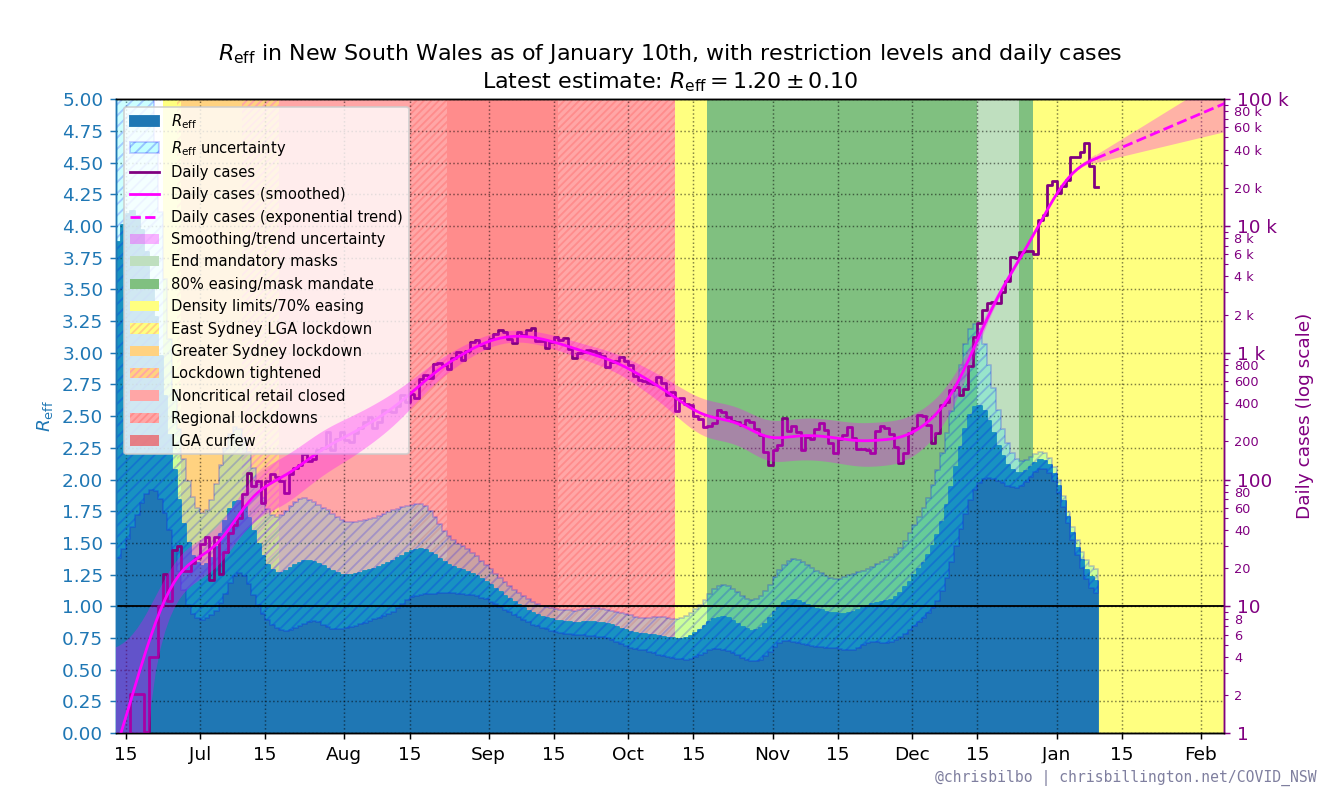 Reff in New South Wales as of January 10th, with restriction levels and daily cases
Latest estimate: Reff = 1.20 ± 0.10
5.00
4.75
4.50
4.25
4.00
3.75
3.50
3.25
3.00
2.75
2.50
2.25
2.00
1.75
1.50
1.25
1.00
0.75
0.50
0.25
0.00
Reff
Reff
Reff uncertainty
Daily cases
Daily cases (smoothed)
Daily cases (exponential trend)
Smoothing/trend uncertainty
End mandatory masks
80% easing/mask mandate
Density limits/70% easing
East Sydney LGA lockdown
Greater Sydney lockdown
Lockdown tightened
Noncritical retail closed
Regional lockdowns
LGA curfew
100 k
80 k
60 k
40 k
20 k
10 k
8 k
6 k
4 k
2 k
1 k
800
600
400
200
100
80
60
40
20
10
8
6
4
2
1
Daily cases (log scale)
15 Jul 15 Aug 15 Sep 15 Oct 15 Nov 15 Dec 15 Jan 15 Feb
@chrisbilbo | chrisbillington.net/COVID_NSW